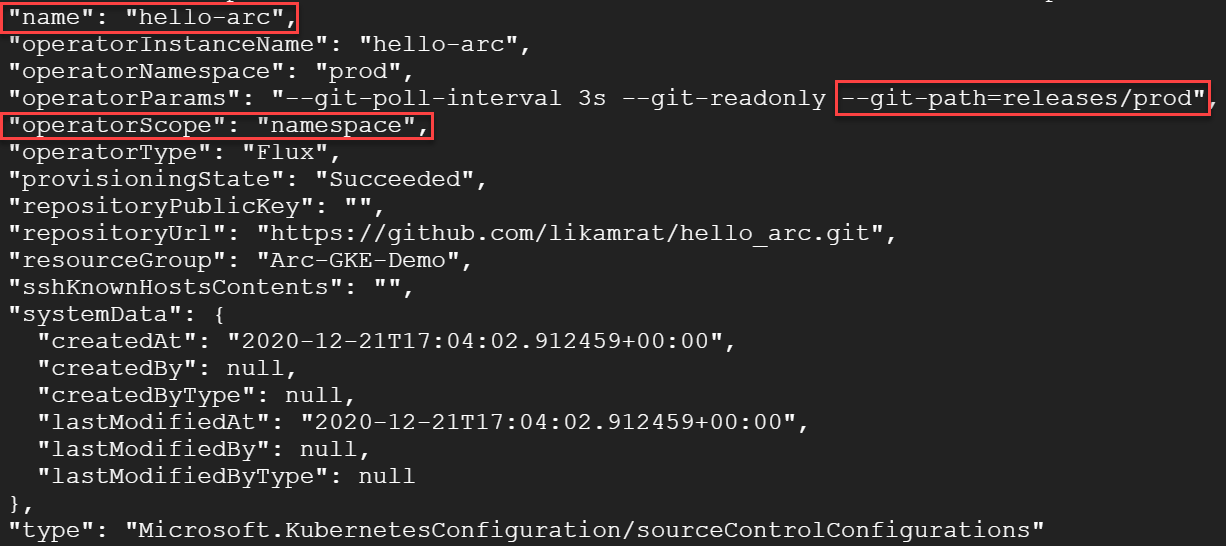 "name": "hello-arc",
"operatorInstanceName": "hello-arc",
"operatorNamespace": "prod",
"operatorParams": "--git-poll-interval 3s --git-readonly --git-path=releases/prod",
"operatorScope": "namespace",
"operatorType": "Flux",
"provisioningState": "Succeeded",
"repositoryPublicKey": "",
"repositoryUrl": "https://github.com/likamrat/hello_arc.git",
"resourceGroup": "Arc-GKE-Demo",
"sshKnownHostsContents": "",
"systemData": {
  "createdAt": "2020-12-21T17:04:02.912459+00:00",
  "createdBy": null,
  "createdByType": null,
  "lastModifiedAt": "2020-12-21T17:04:02.912459+00:00",
  "lastModifiedBy": null,
  "lastModifiedByType": null
},
"type": "Microsoft.KubernetesConfiguration/sourceControlConfigurations"